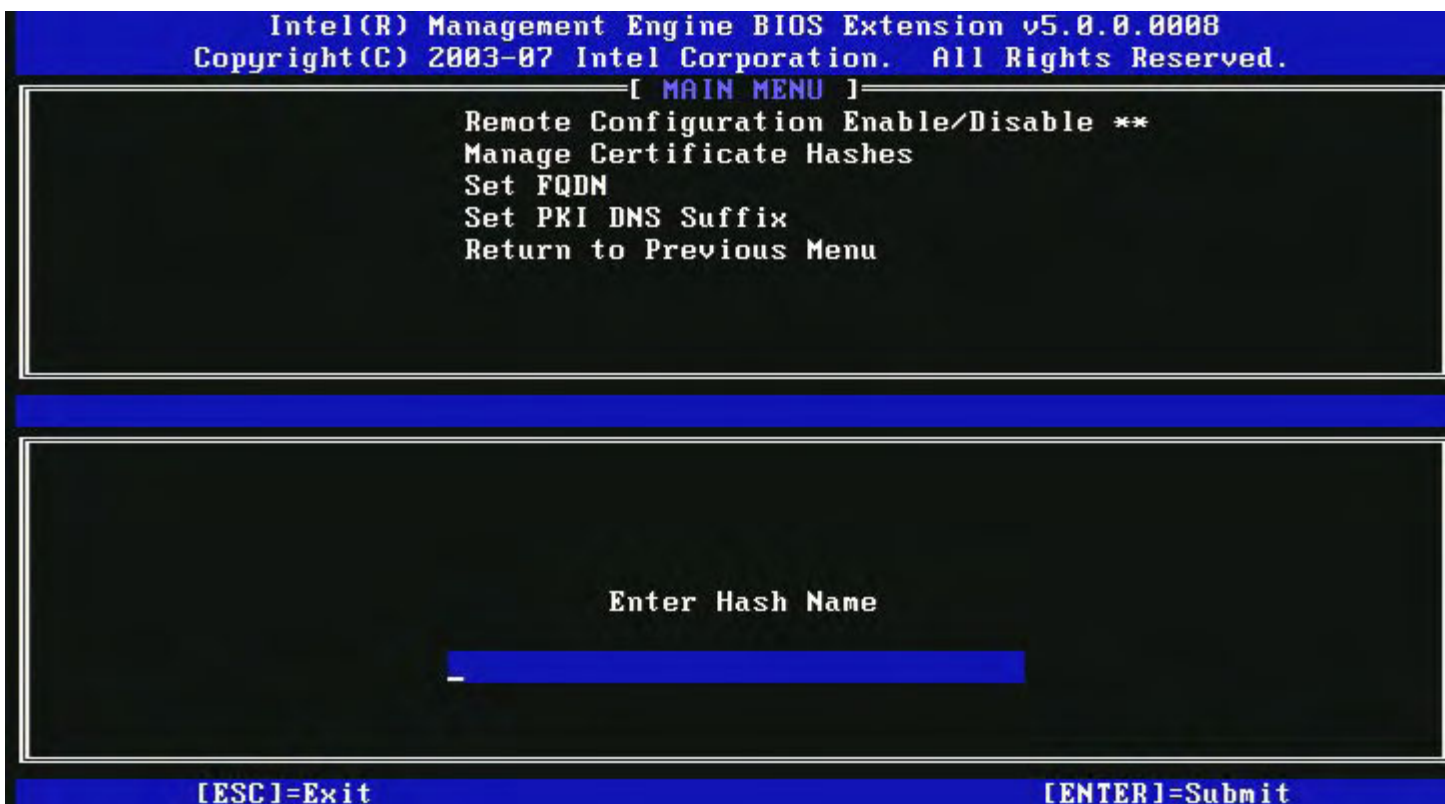 Intel(R) Management Engine BIOS Extension v5.0.0.0008
Copyright(C) 2003-07 Intel Corporation. All Rights Reserved.
[ MAIN MENU ]
Remote Configuration Enable/Disable **
Manage Certificate Hashes
Set FQDN
Set PKI DNS Suffix
Return to Previous Menu
Enter Hash Name
_
[ESC]=Exit [ENTER]=Submit